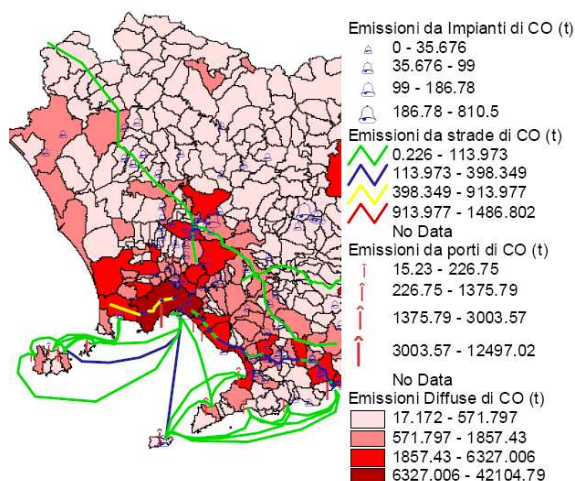 Emissioni da Impianti di CO (t)
0 - 35.676
35.676 - 99
99 - 186.78
186.78 - 810.5
Emissioni da strade di CO (t)
0.226 - 113.973
113.973 - 398.349
398.349 - 913.977
913.977 - 1486.802
No Data
Emissioni da porti di CO (t)
15.23 - 226.75
226.75 - 1375.79
1375.79 - 3003.57
3003.57 - 12497.02
No Data
Emissioni Diffuse di CO (t)
17.172 - 571.797
571.797 - 1857.43
1857.43 - 6327.006
6327.006 - 42104.79